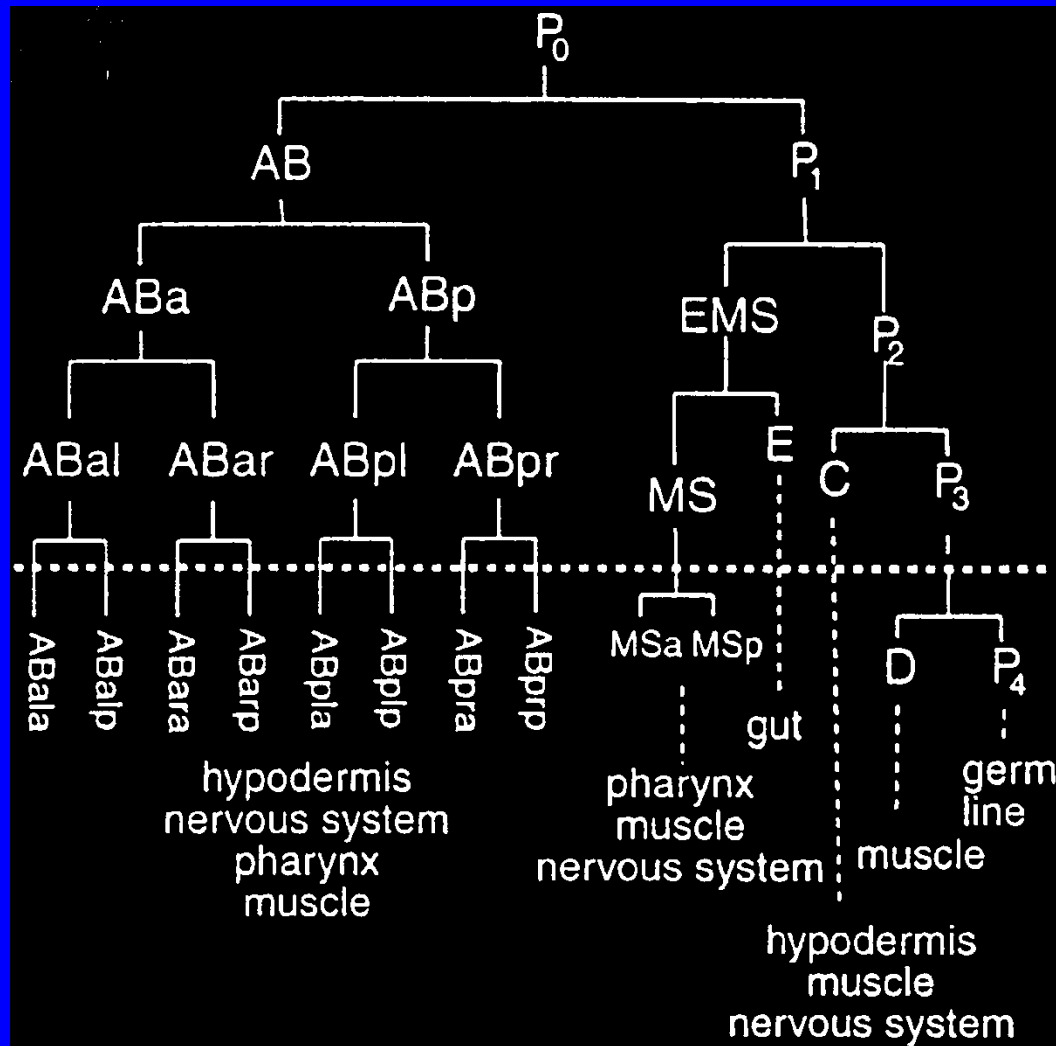 P0
AB
P1
ABa
ABp
EMS
P2
ABal
ABar
ABpl
ABpr
MS
E
C
P3
ABala
ABalp
ABara
ABarp
ABpla
ABplp
ABpra
ABprp
MSa
MSp
D
P4
gut
hypodermis
nervous system
pharynx
muscle
pharynx
muscle
nervous system
muscle
germ
line
hypodermis
muscle
nervous system